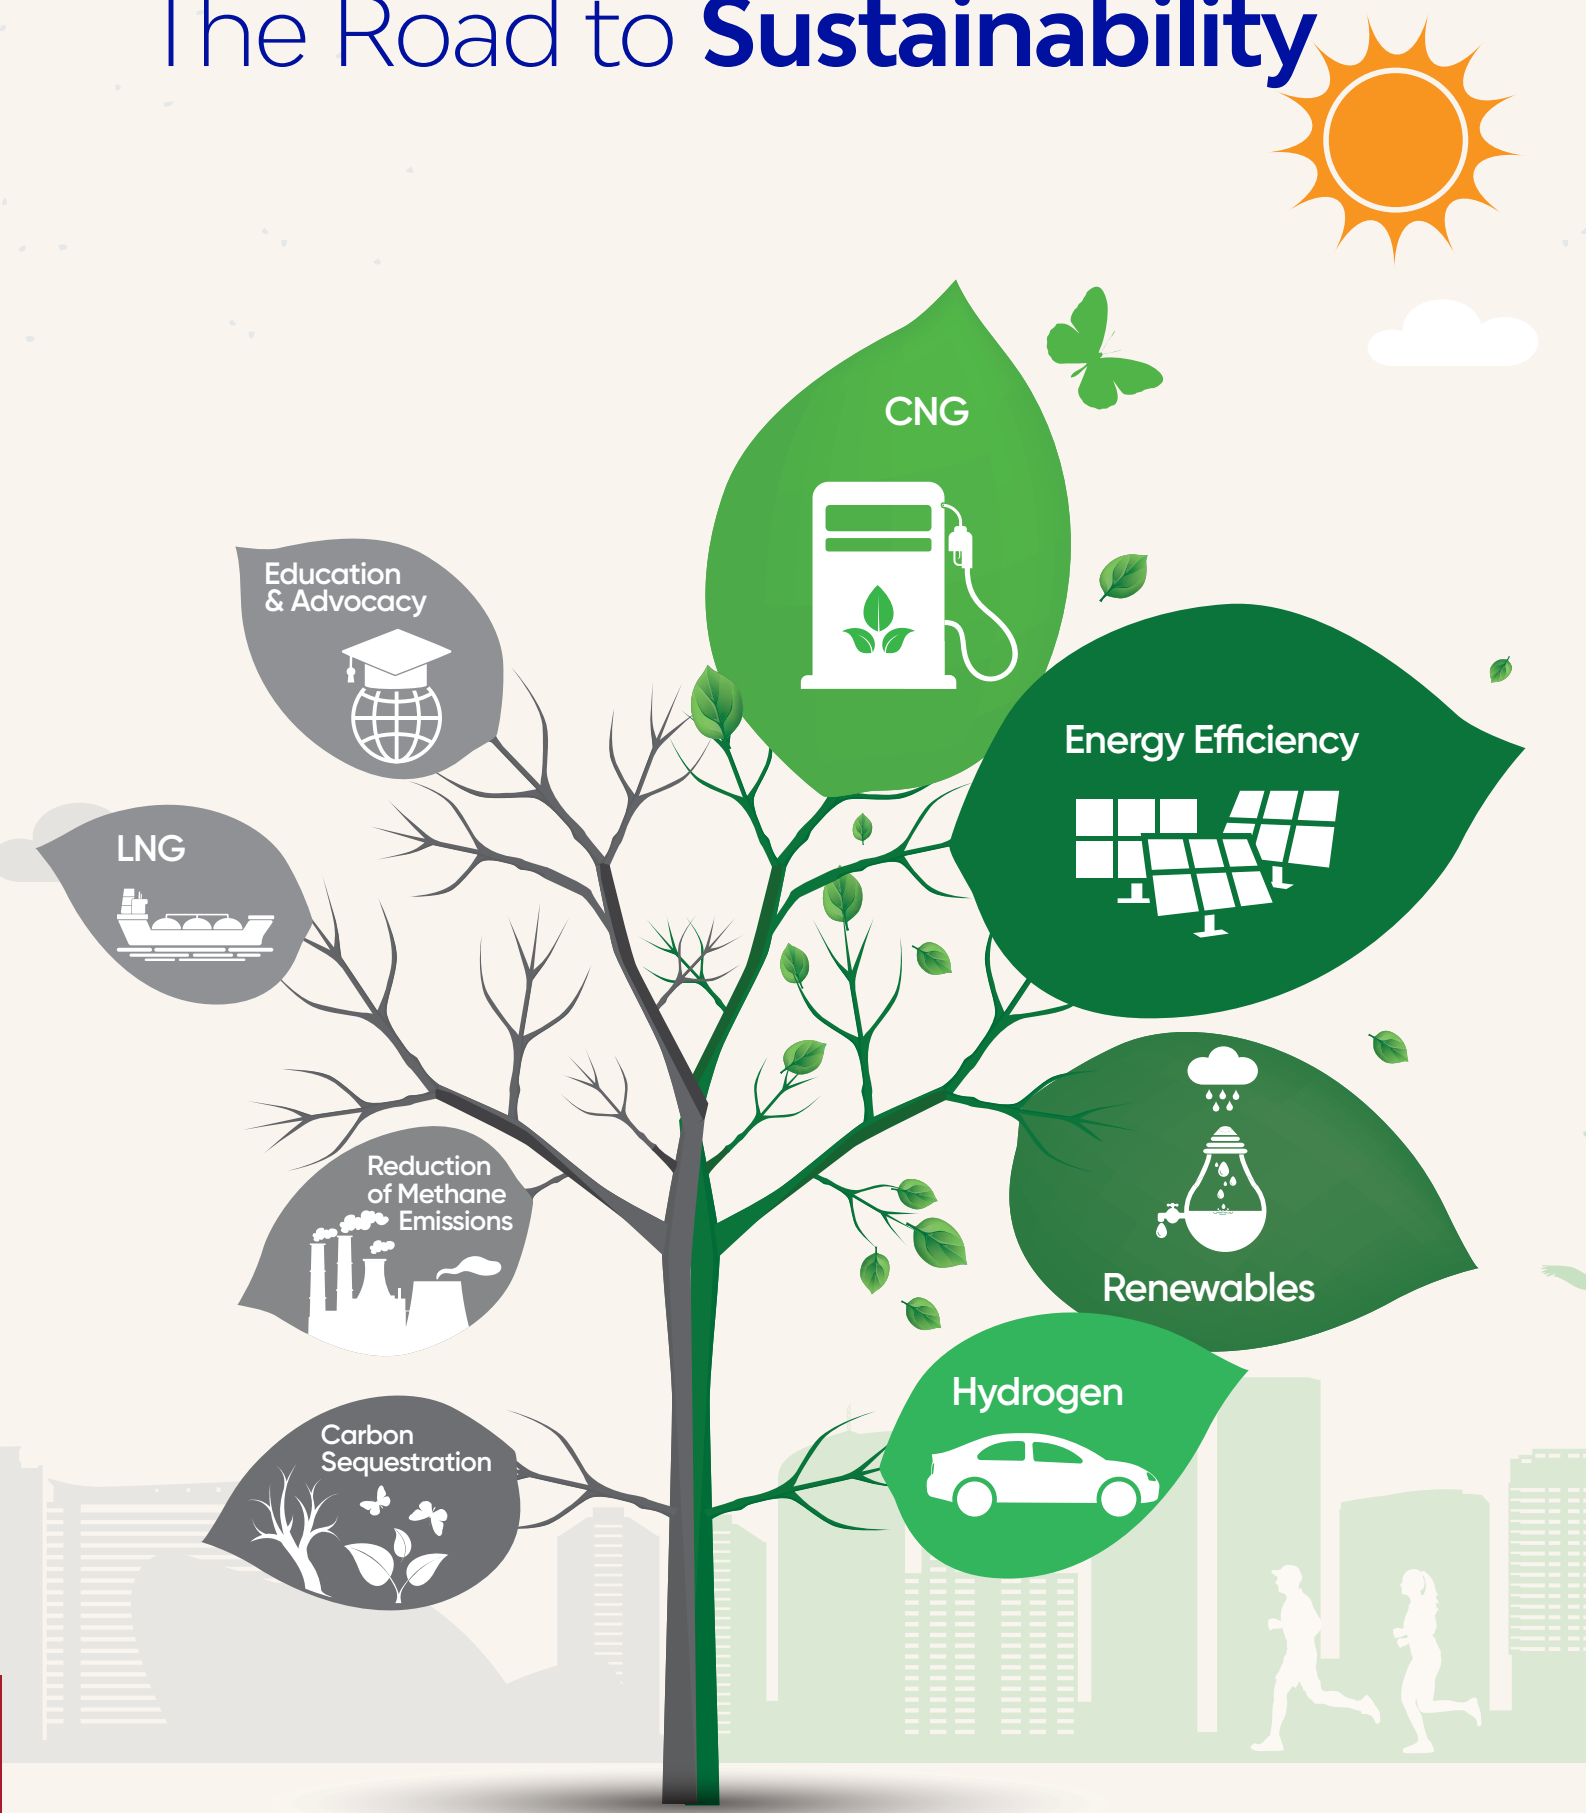 The Road to Sustainability
CNG
Education
& Advocacy
Energy Efficiency
LNG
Reduction
of Methane
Emissions
Renewables
Hydrogen
Carbon
Sequestration